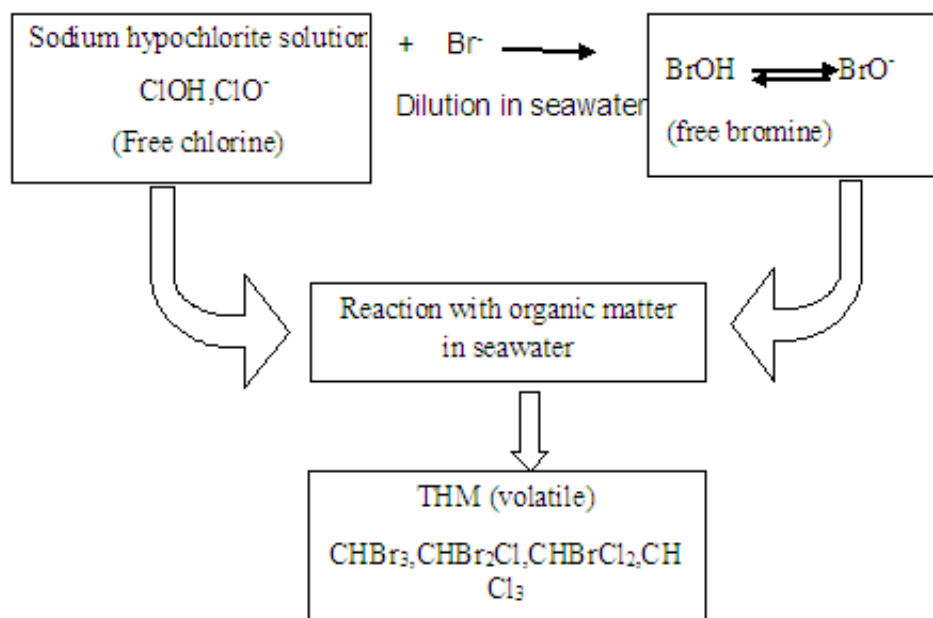 Sodium hypochlorite solution
ClOH,ClO⁻
(Free chlorine)
+ Br⁻
Dilution in seawater
BrOH BrO⁻
(free bromine)
Reaction with organic matter
in seawater
THM (volatile)
CHBr₃,CHBr₂Cl,CHBrCl₂,CH
Cl₃